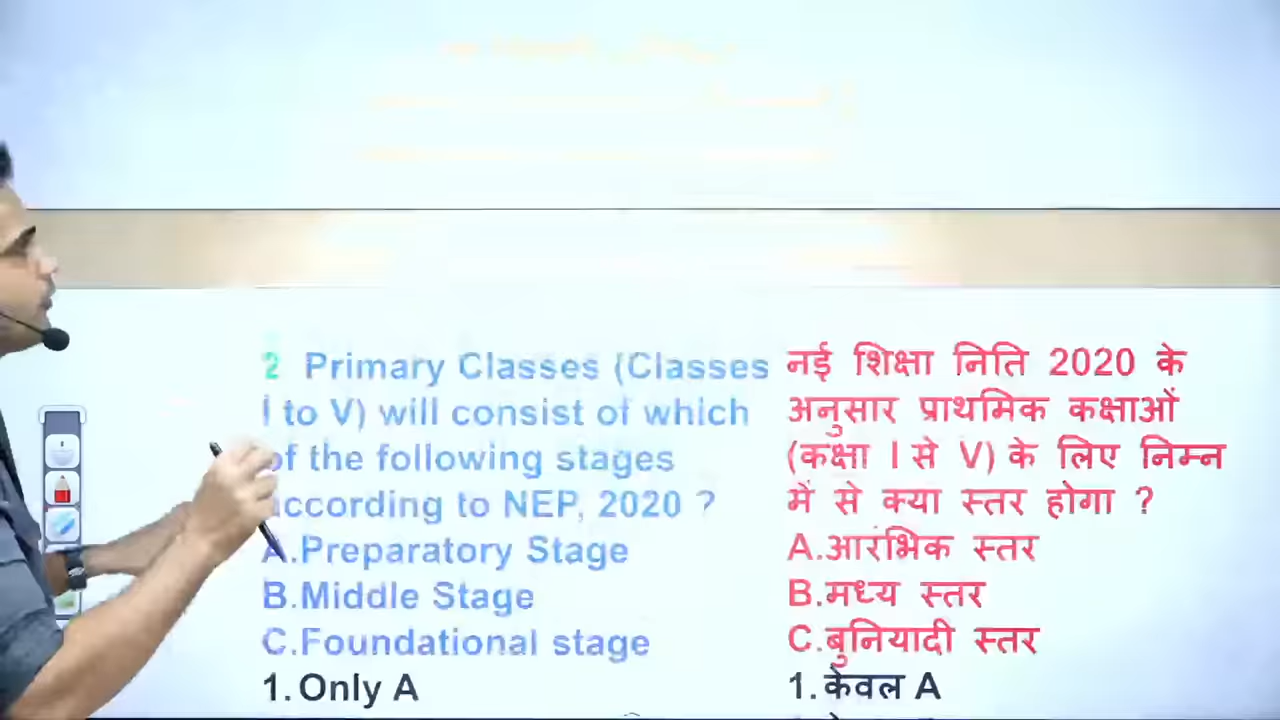 2 Primary Classes (Classes
I to V) will consist of which
of the following stages
according to NEP, 2020 ?
A.Preparatory Stage
B.Middle Stage
C.Foundational stage
1. Only A
नई शिक्षा निति 2020 के
अनुसार प्राथमिक कक्षाओं
(कक्षा I से V) के लिए निम्न
में से क्या स्तर होगा ?
A.आरंभिक स्तर
B.मध्य स्तर
C.बुनियादी स्तर
1. केवल A